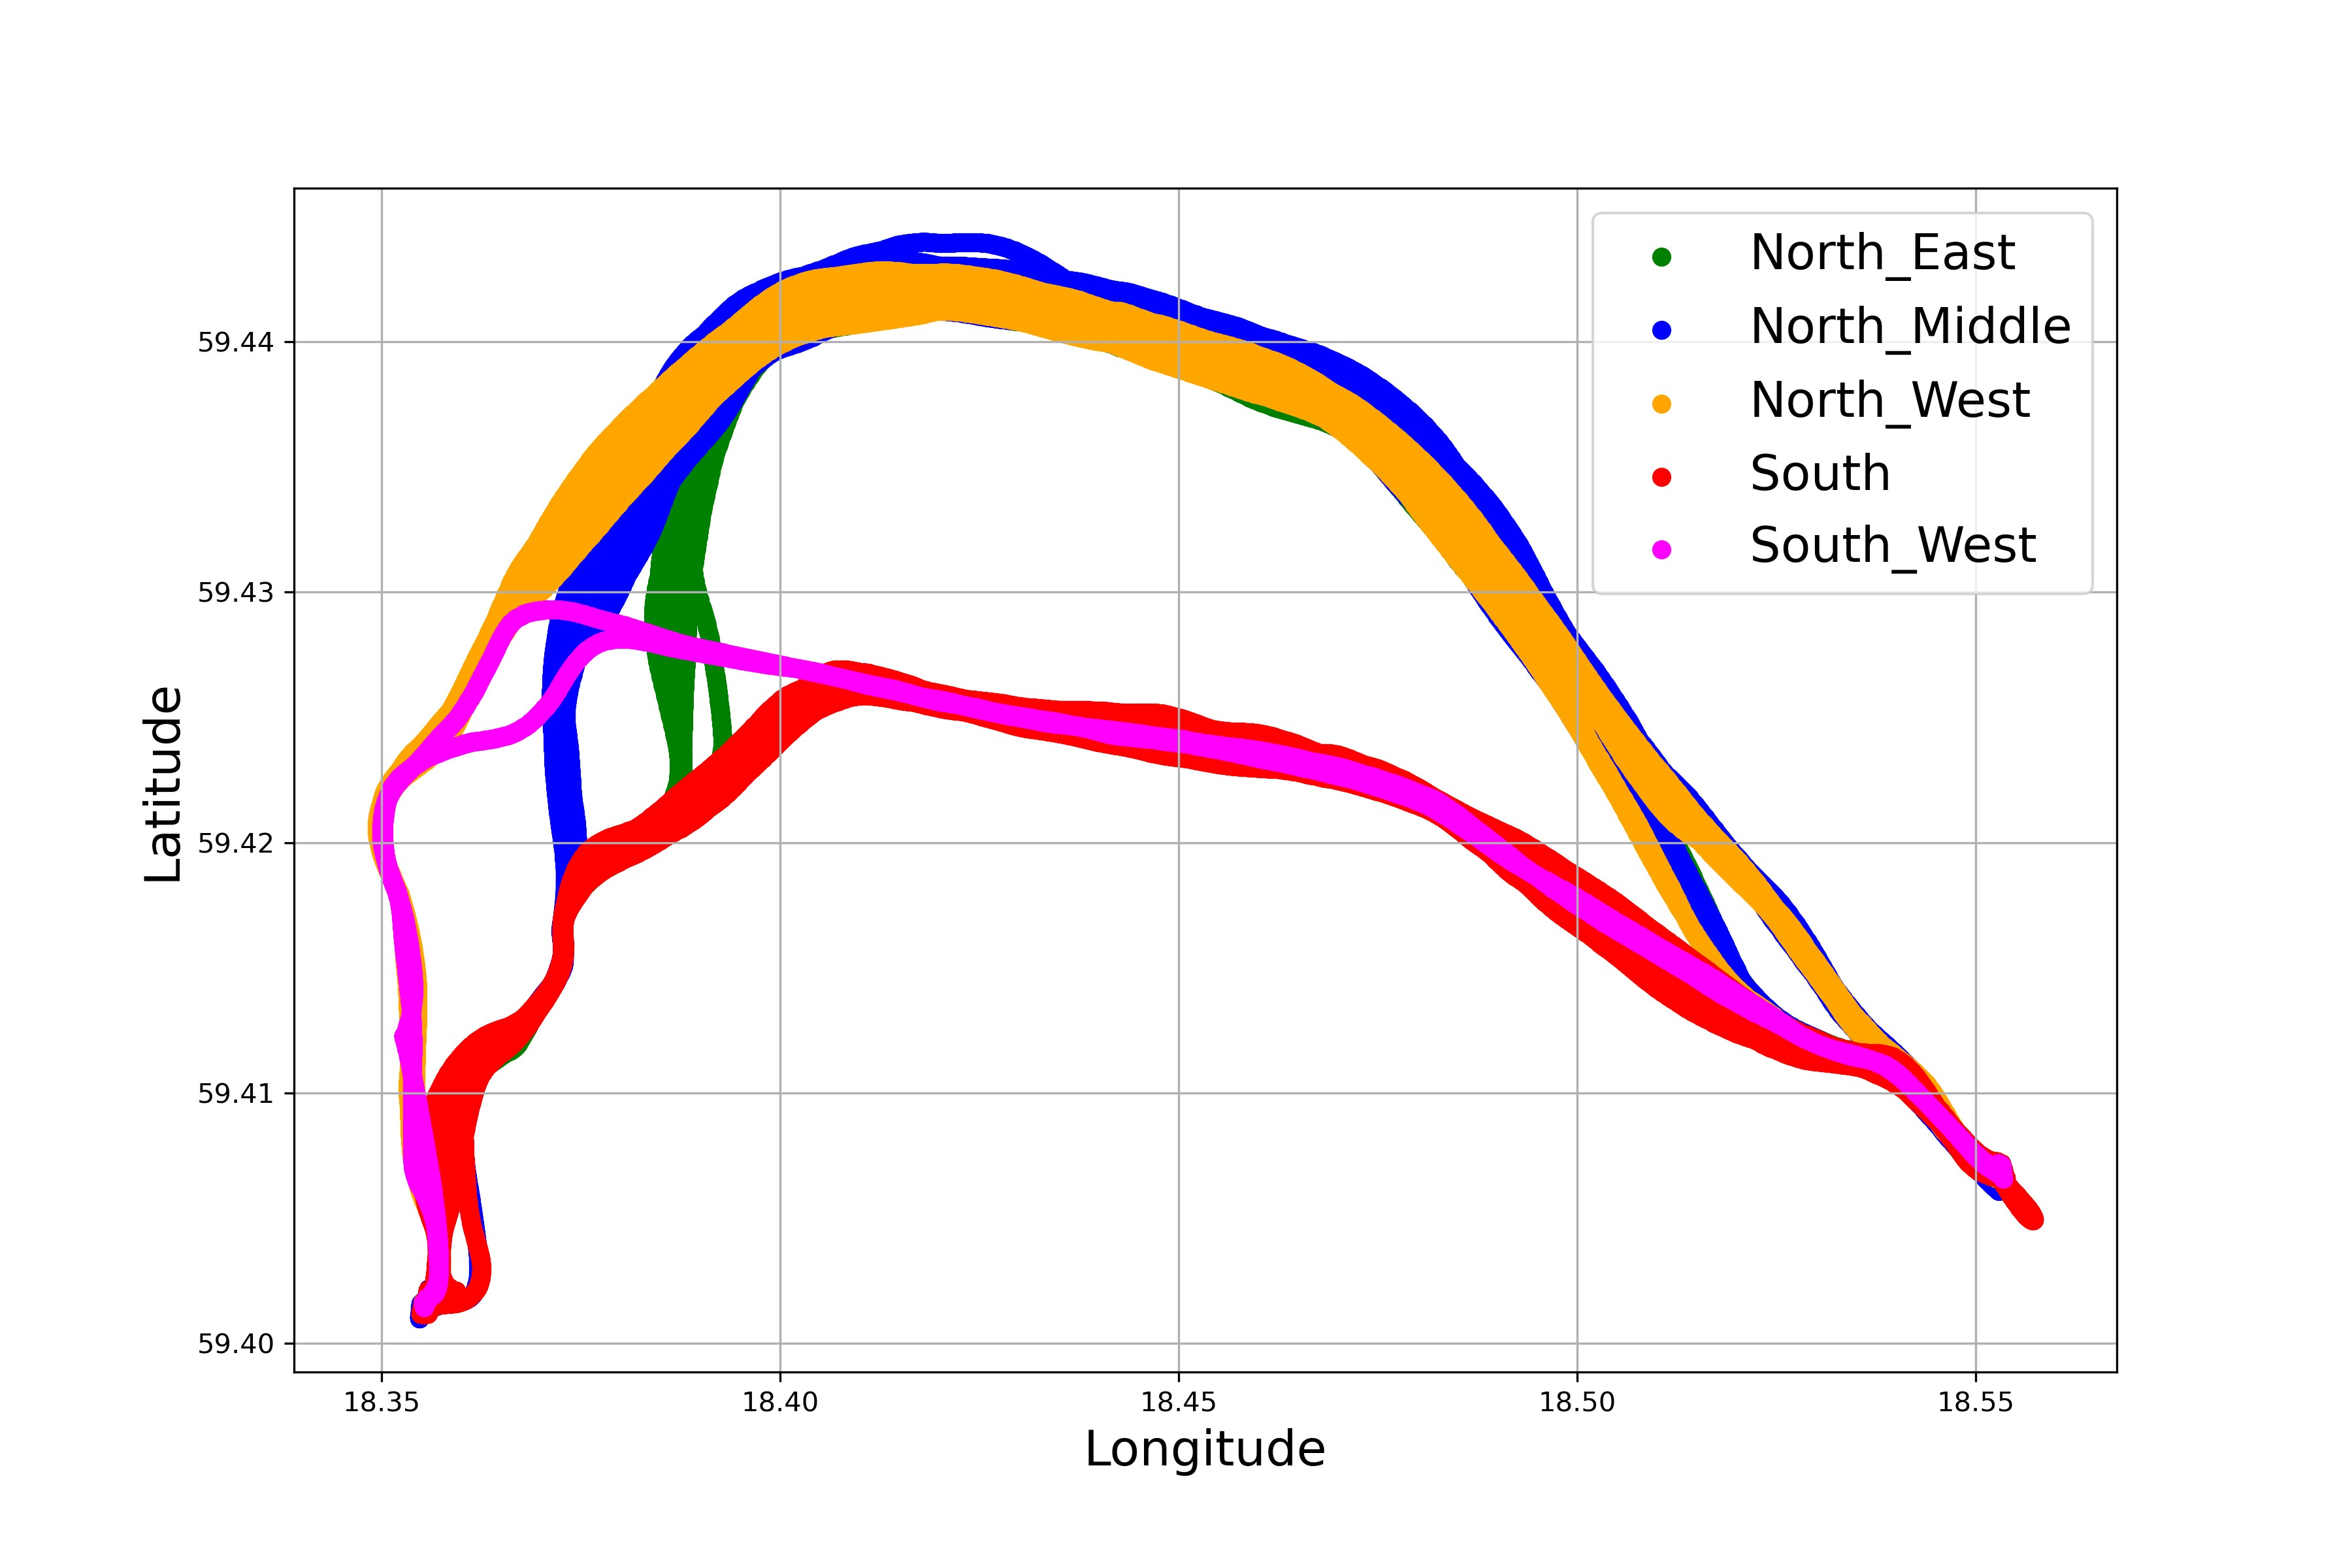 North_East
North_Middle
North_West
South
South_West
59.44
59.43
59.42
59.41
59.40
Latitude
18.35 18.40 18.45 18.50 18.55
Longitude